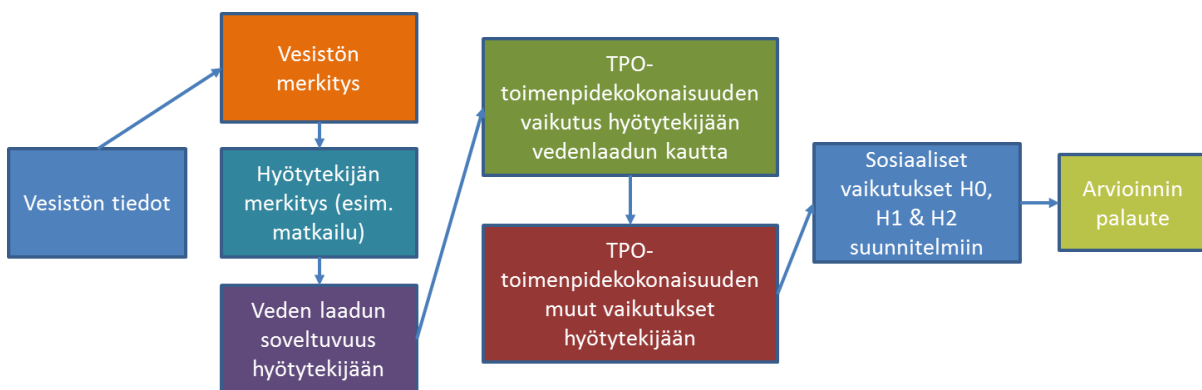 Vesistön tiedot
Vesistön
merkitys
Hyötytekijän
merkitys (esim.
matkailu)
Veden laadun
soveltuvuus
hyötytekijään
TPO-
toimenpidekokonaisuuden
vaikutus hyötytekijään
vedenlaadun kautta
TPO-
toimenpidekokonaisuuden
muut vaikutukset
hyötytekijään
Sosiaaliset
vaikutukset H0,
H1 & H2
suunnitelmiin
Arvioinnin
palaute